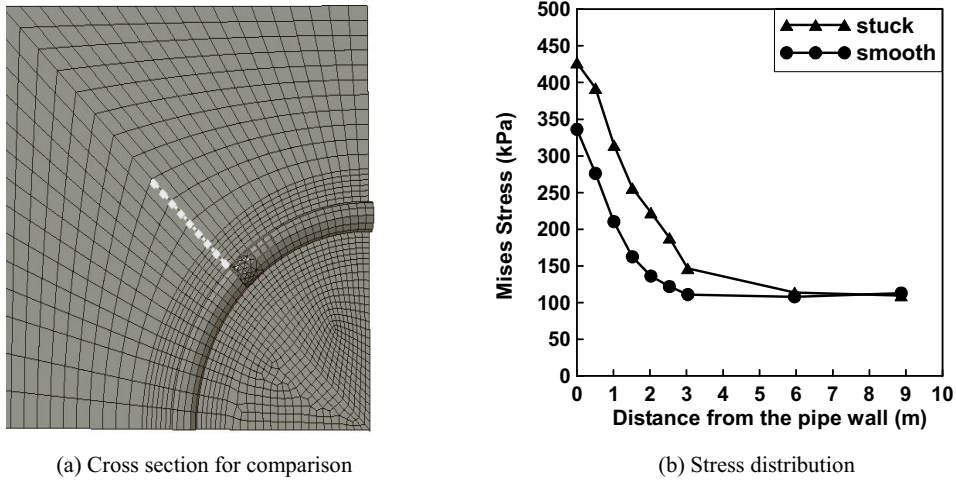 500
450
400
350
300
250
200
150
100
50
0
Mises Stress (kPa)
stuck
smooth
0 1 2 3 4 5 6 7 8 9 10
Distance from the pipe wall (m)
(a) Cross section for comparison
(b) Stress distribution